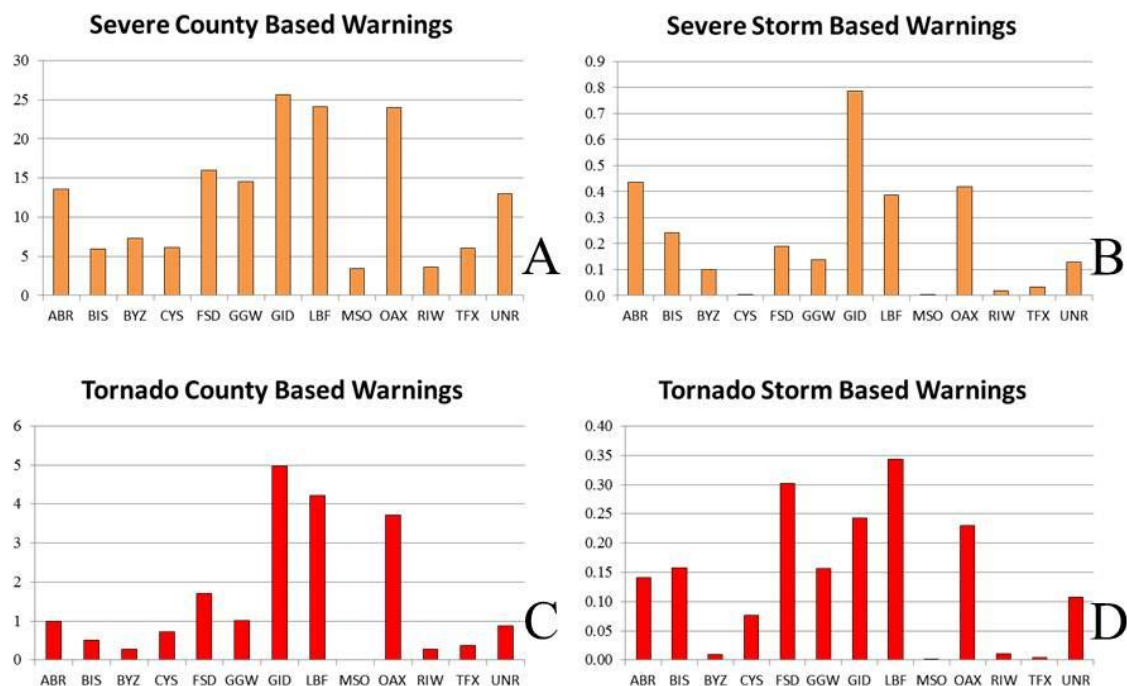 Severe County Based Warnings
30
25
20
15
10
5
0
ABR BIS BYZ CYS FSD GGW GID LBF MSO OAX RIW TFX UNR
A
Severe Storm Based Warnings
0.9
0.8
0.7
0.6
0.5
0.4
0.3
0.2
0.1
0.0
ABR BIS BYZ CYS FSD GGW GID LBF MSO OAX RIW TFX UNR
B
Tornado County Based Warnings
6
5
4
3
2
1
0
ABR BIS BYZ CYS FSD GGW GID LBF MSO OAX RIW TFX UNR
C
Tornado Storm Based Warnings
0.40
0.35
0.30
0.25
0.20
0.15
0.10
0.05
0.00
ABR BIS BYZ CYS FSD GGW GID LBF MSO OAX RIW TFX UNR
D